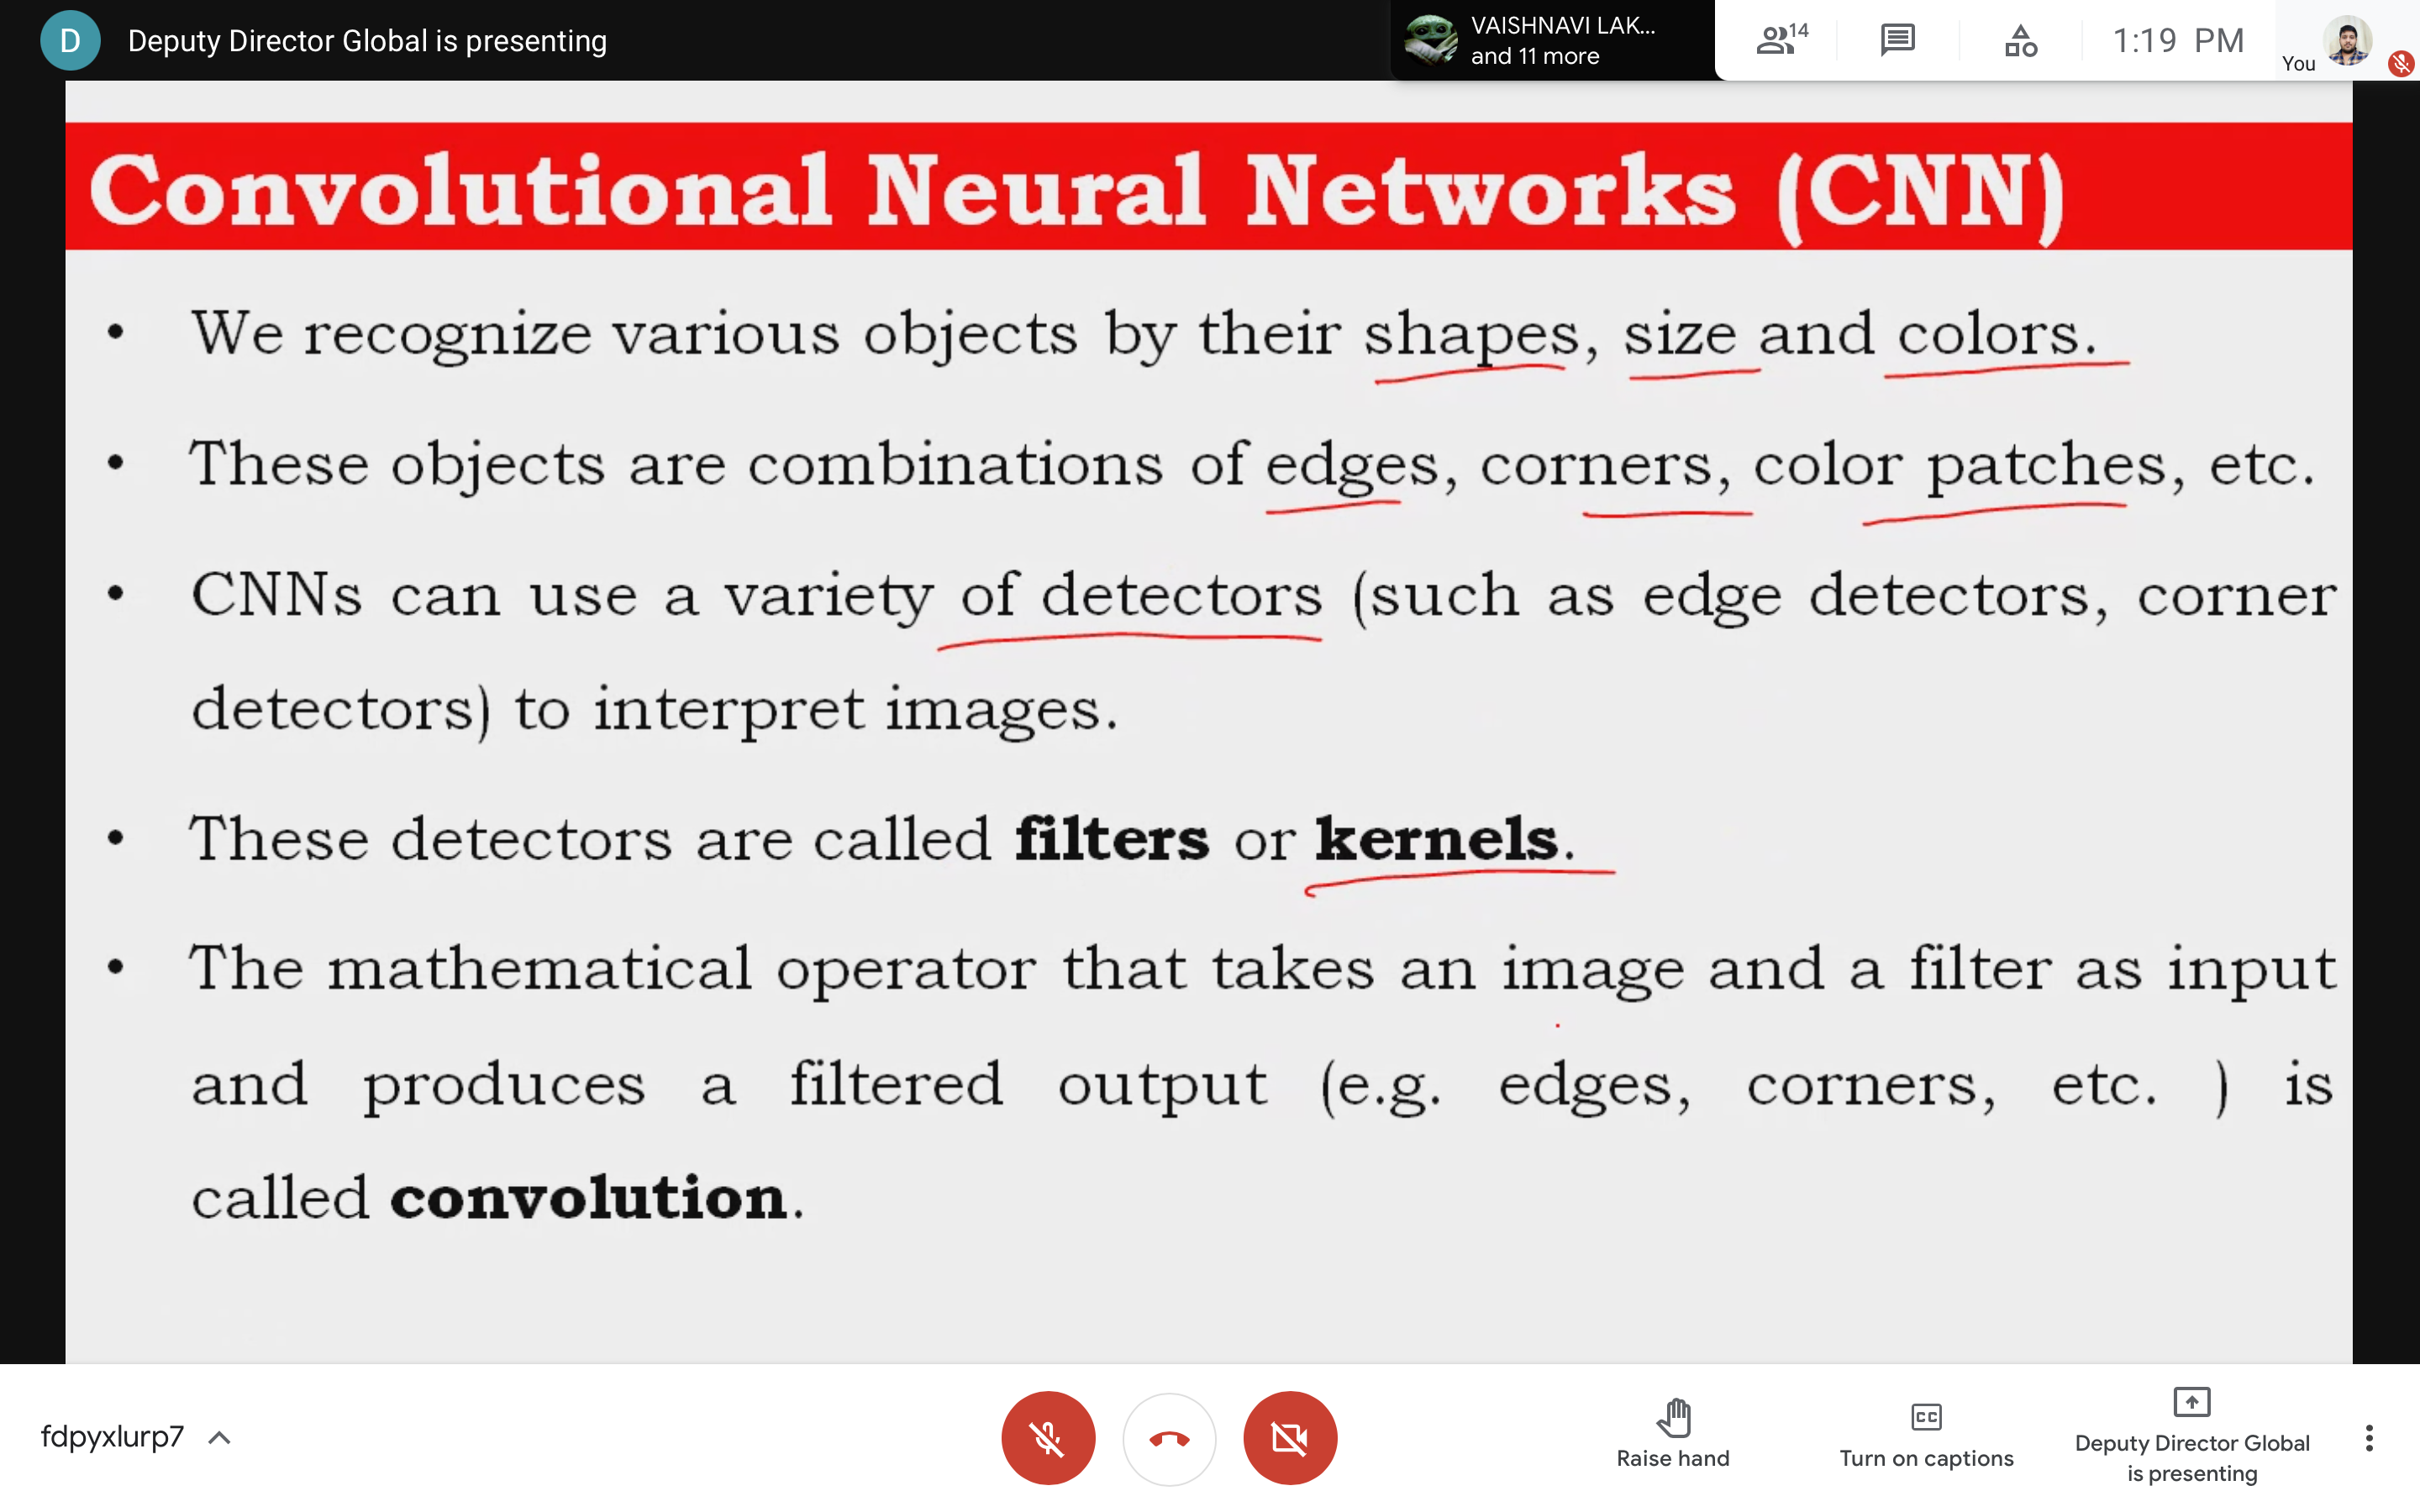 D Deputy Director Global is presenting
VAISHNAVI LAK...
and 11 more
14
1:19 PM
You
Convolutional Neural Networks (CNN)
• We recognize various objects by their shapes, size and colors.
• These objects are combinations of edges, corners, color patches, etc.
• CNNs can use a variety of detectors (such as edge detectors, corner
detectors) to interpret images.
• These detectors are called filters or kernels.
• The mathematical operator that takes an image and a filter as input
and produces a filtered output (e.g. edges, corners, etc. ) is
called convolution.
fdpyxlurp7
Raise hand
CC
Turn on captions
Deputy Director Global
is presenting